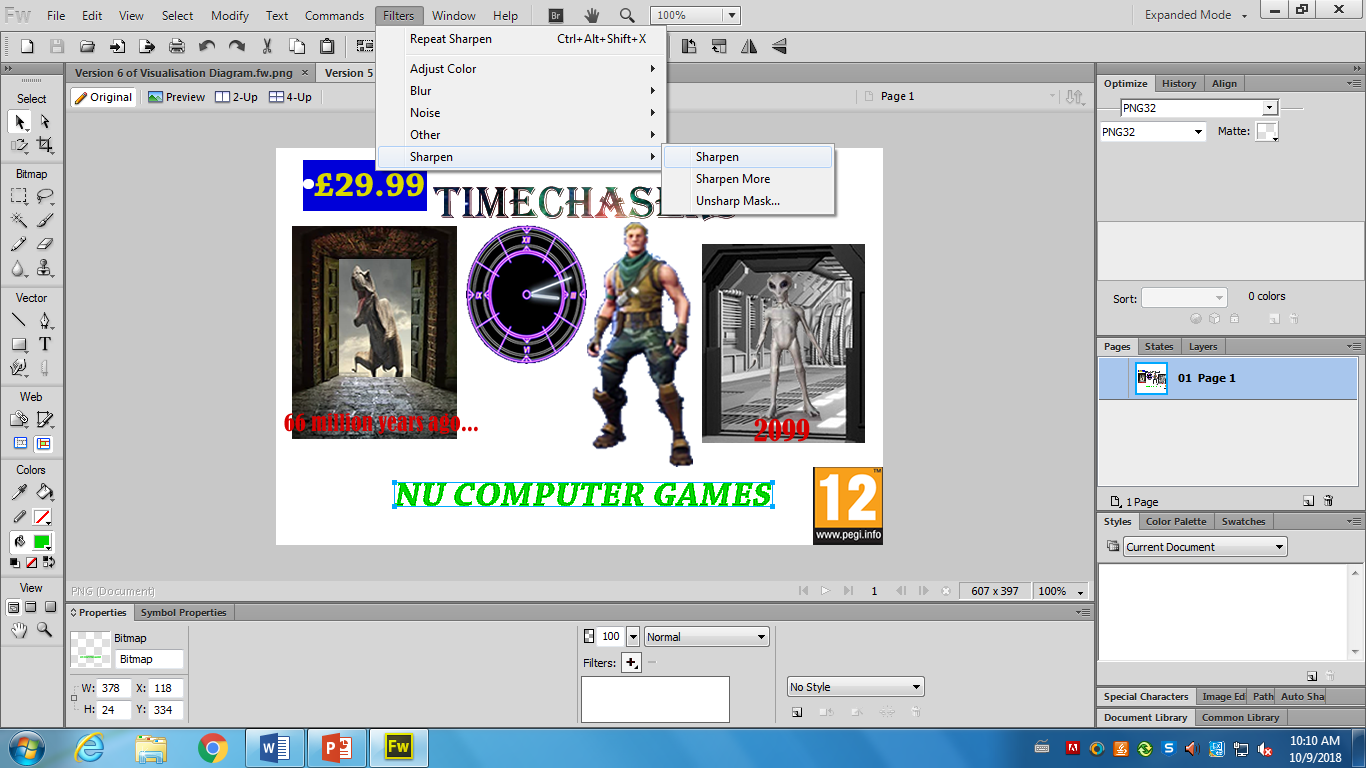 Fw File Edit View Select Modify Text Commands Filters Window Help Br 100% Expanded Mode
Repeat Sharpen Ctrl+Alt+Shift+X
Adjust Color
Blur
Noise
Other
Sharpen
Sharpen
Sharpen More
Unsharp Mask...
Version 6 of Visualisation Diagram.fw.png × Version 5
Original Preview 2-Up 4-Up Page 1
Select
Bitmap
Vector
Web
Colors
View
£29.99
TIMECHASERS
XII
66 million years ago...
2099
NU COMPUTER GAMES
12
TM
www.pegi.info
PNG (Document) 1 607 x 397 100%
Properties Symbol Properties
Bitmap
Bitmap
W: 378 X: 118
H: 24 Y: 334
100 Normal
Filters:
No Style
Optimize History Align
PNG32
PNG32 Matte:
Sort: 0 colors
Pages States Layers
01 Page 1
1 Page
Styles Color Palette Swatches
Current Document
Special Characters Image Ed Path Auto Sha
Document Library Common Library
Fw
10:10 AM
10/9/2018